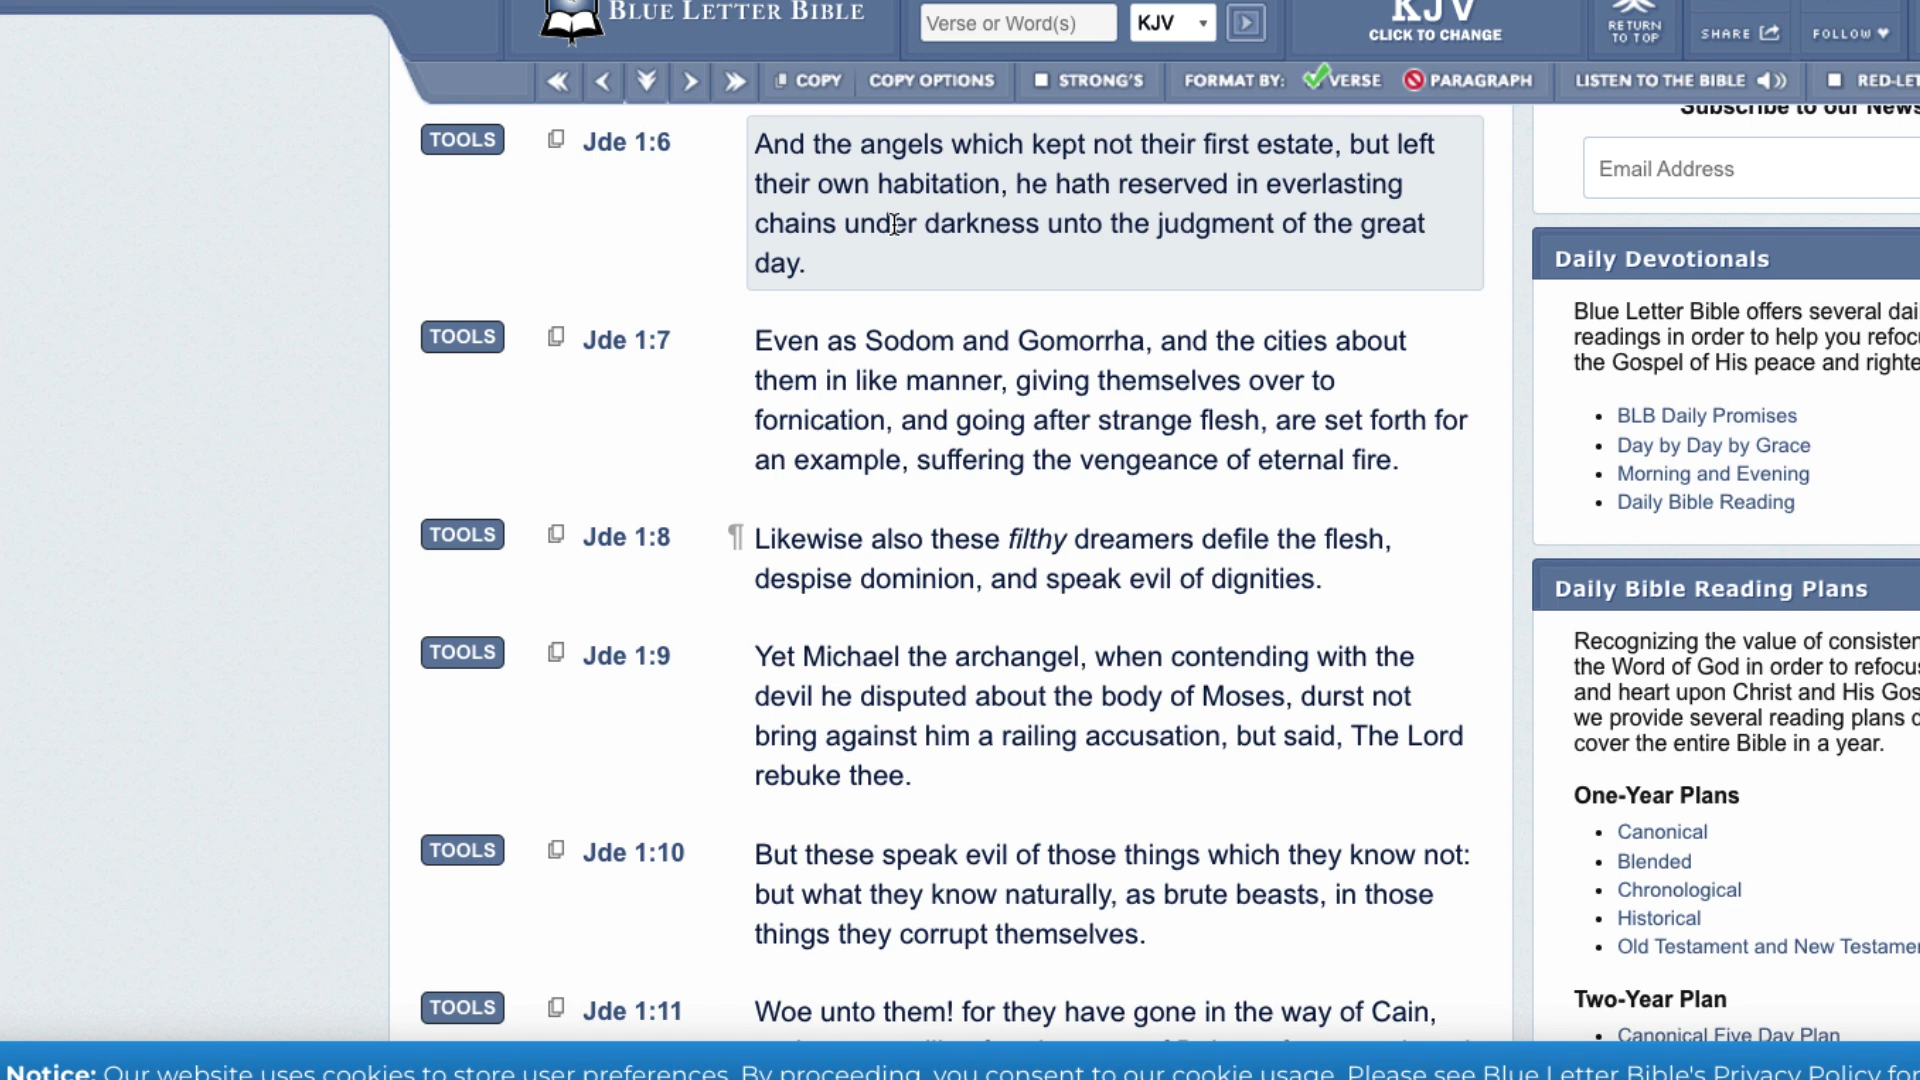 BLUE LETTER BIBLE
Verse or Word(s)
KJV
KJV
CLICK TO CHANGE
RETURN
TO TOP
SHARE
FOLLOW
COPY
COPY OPTIONS
STRONG'S
FORMAT BY:
VERSE
PARAGRAPH
LISTEN TO THE BIBLE
RED-LET
TOOLS
Jde 1:6
And the angels which kept not their first estate, but left
their own habitation, he hath reserved in everlasting
chains under darkness unto the judgment of the great
day.
TOOLS
Jde 1:7
Even as Sodom and Gomorrha, and the cities about
them in like manner, giving themselves over to
fornication, and going after strange flesh, are set forth for
an example, suffering the vengeance of eternal fire.
TOOLS
Jde 1:8
¶ Likewise also these filthy dreamers defile the flesh,
despise dominion, and speak evil of dignities.
TOOLS
Jde 1:9
Yet Michael the archangel, when contending with the
devil he disputed about the body of Moses, durst not
bring against him a railing accusation, but said, The Lord
rebuke thee.
TOOLS
Jde 1:10
But these speak evil of those things which they know not:
but what they know naturally, as brute beasts, in those
things they corrupt themselves.
TOOLS
Jde 1:11
Woe unto them! for they have gone in the way of Cain,
Subscribe to our News
Email Address
Daily Devotionals
Blue Letter Bible offers several dai
readings in order to help you refocu
the Gospel of His peace and righte
BLB Daily Promises
Day by Day by Grace
Morning and Evening
Daily Bible Reading
Daily Bible Reading Plans
Recognizing the value of consisten
the Word of God in order to refocus
and heart upon Christ and His Gos
we provide several reading plans
cover the entire Bible in a year.
One-Year Plans
Canonical
Blended
Chronological
Historical
Old Testament and New Testamen
Two-Year Plan
Canonical Five Day Plan
Notice: Our website uses cookies to store user preferences. By proceeding, you consent to our cookie usage. Please see Blue Letter Bible's Privacy Policy for